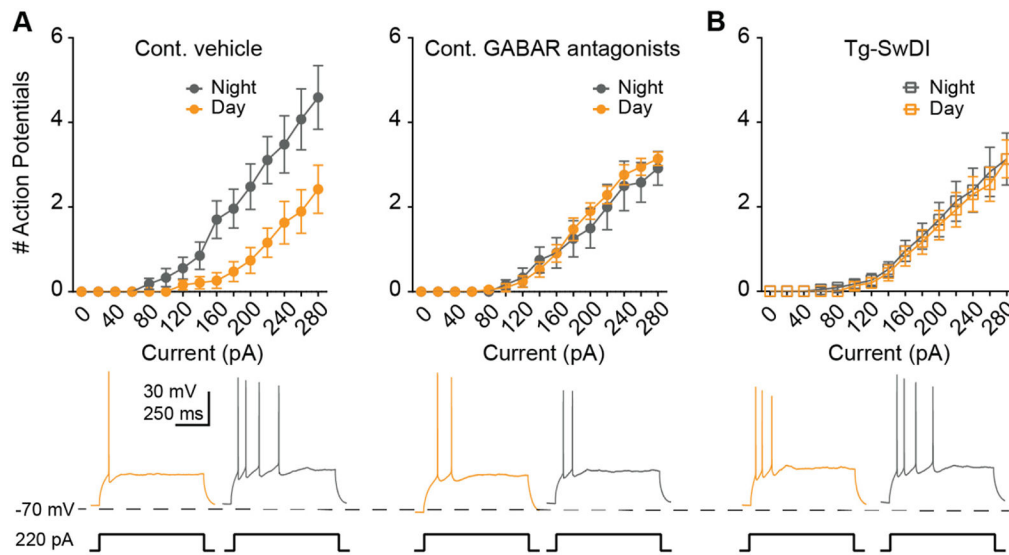 A
B
Cont. vehicle
Cont. GABAR antagonists
Tg-SwDI
Night
Day
Night
Day
Night
Day
# Action Potentials
6
4
2
0
6
4
2
0
6
4
2
0
0 40 80 120 160 200 240 280
0 40 80 120 160 200 240 280
0 40 80 120 160 200 240 280
Current (pA)
Current (pA)
Current (pA)
30 mV
250 ms
-70 mV
220 pA